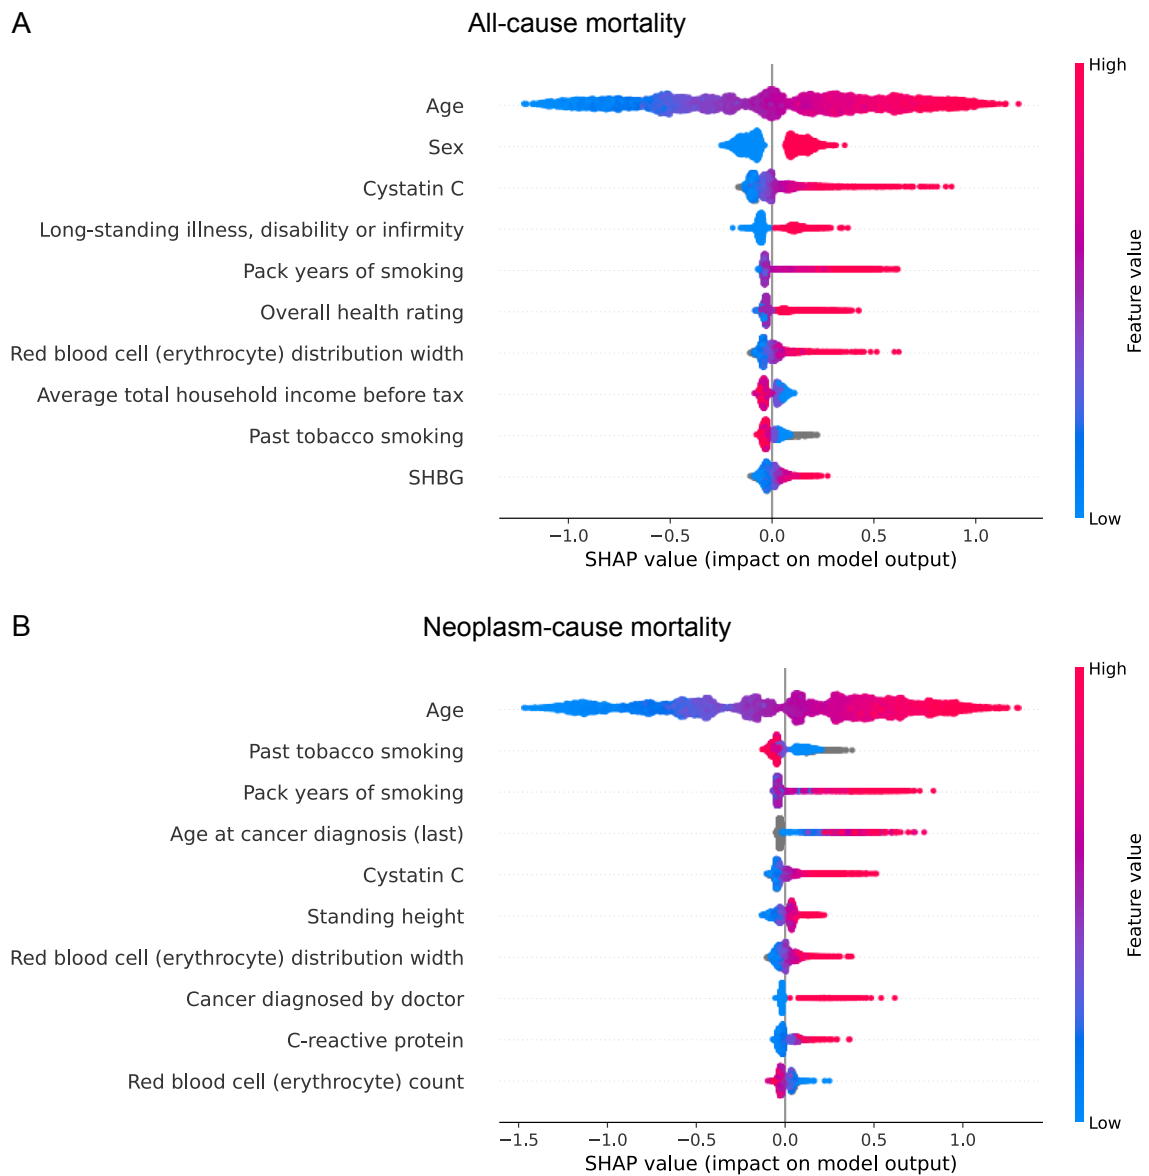 A
All-cause mortality
High
Age
Sex
Cystatin C
Long-standing illness, disability or infirmity
Pack years of smoking
Overall health rating
Red blood cell (erythrocyte) distribution width
Average total household income before tax
Past tobacco smoking
SHBG
Feature value
Low
−1.0 −0.5 0.0 0.5 1.0
SHAP value (impact on model output)
B
Neoplasm-cause mortality
High
Age
Past tobacco smoking
Pack years of smoking
Age at cancer diagnosis (last)
Cystatin C
Standing height
Red blood cell (erythrocyte) distribution width
Cancer diagnosed by doctor
C-reactive protein
Red blood cell (erythrocyte) count
Feature value
Low
−1.5 −1.0 −0.5 0.0 0.5 1.0
SHAP value (impact on model output)